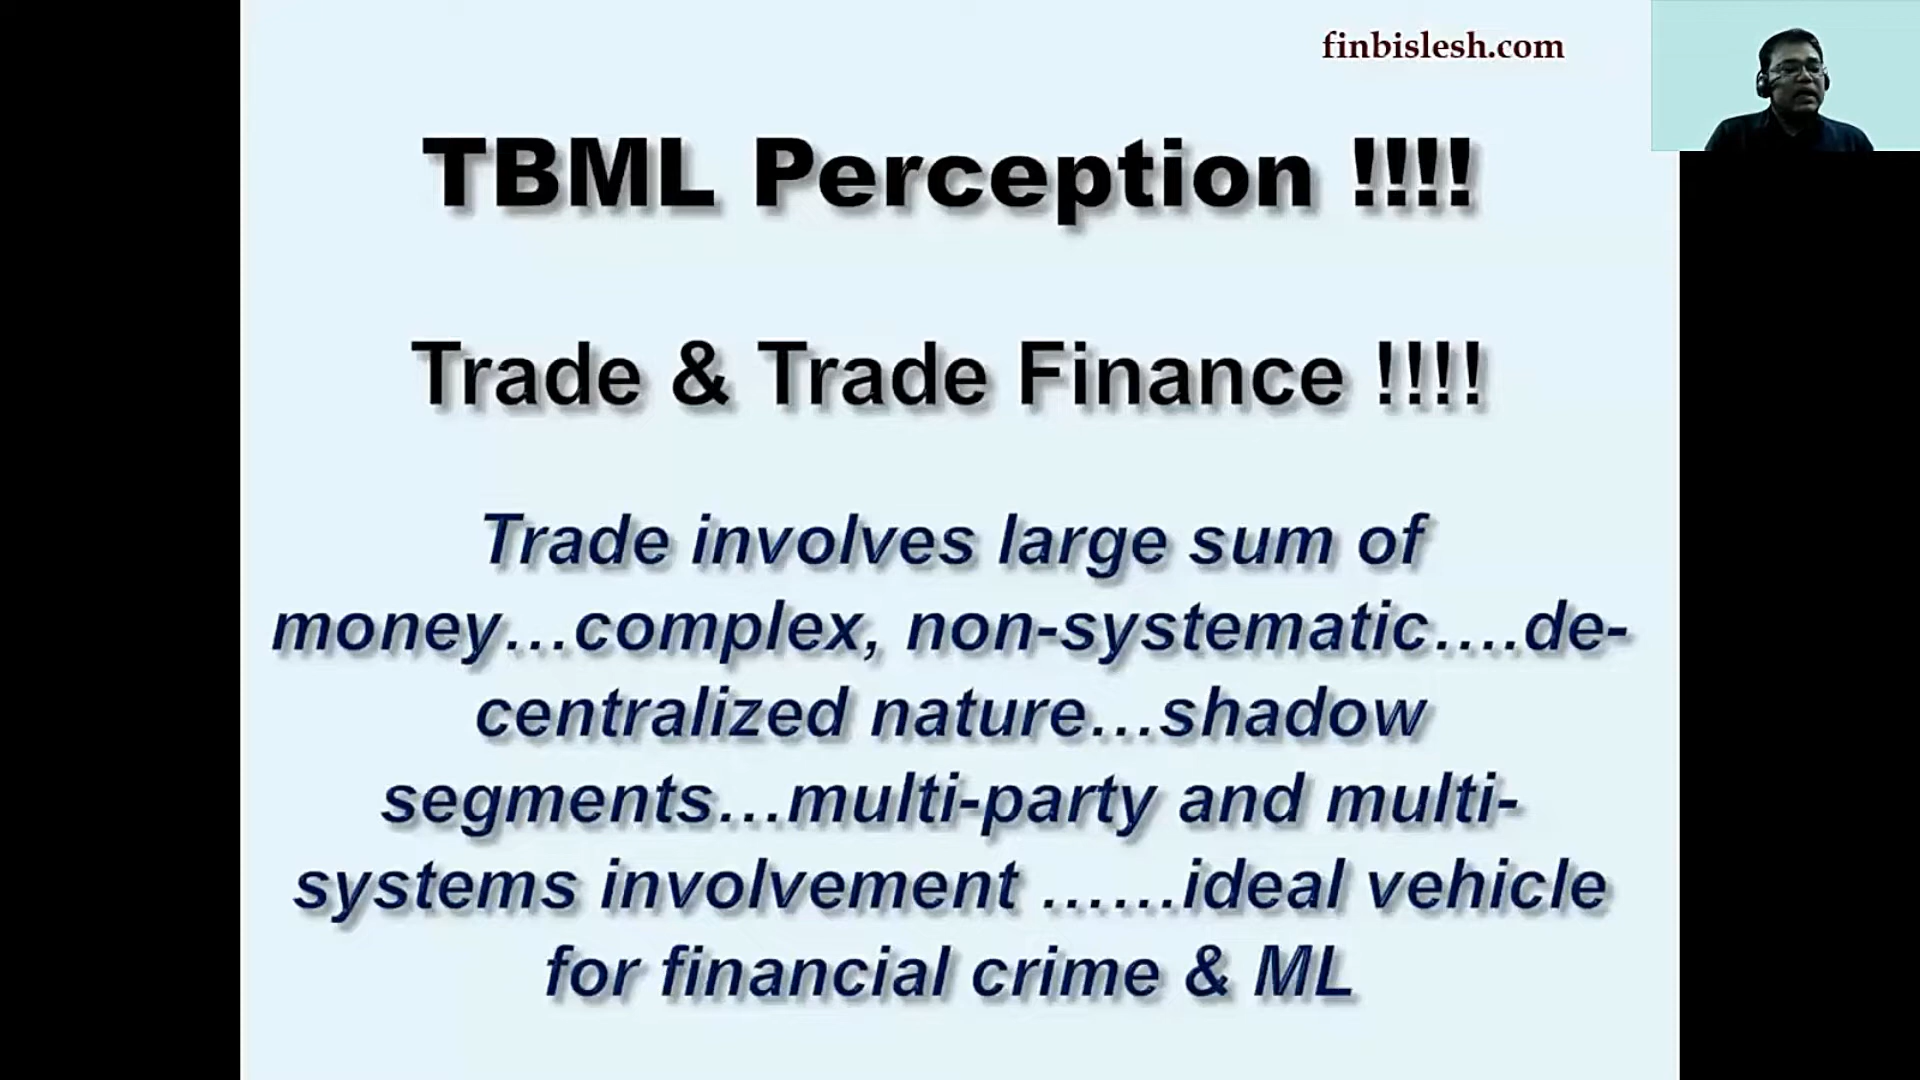 finbislesh.com
TBML Perception !!!!
Trade & Trade Finance !!!!
Trade involves large sum of
money...complex, non-systematic....de-
centralized nature...shadow
segments...multi-party and multi-
systems involvement ......ideal vehicle
for financial crime & ML